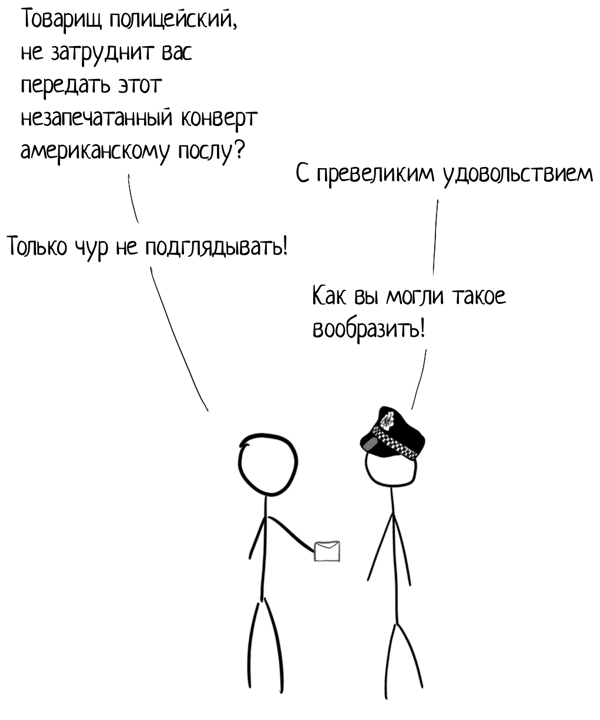 Товарищ полицейский,
не затруднит вас
передать этот
незапечатанный конверт
американскому послу?
С превеликим удовольствием
Только чур не подглядывать!
Как вы могли такое
вообразить!